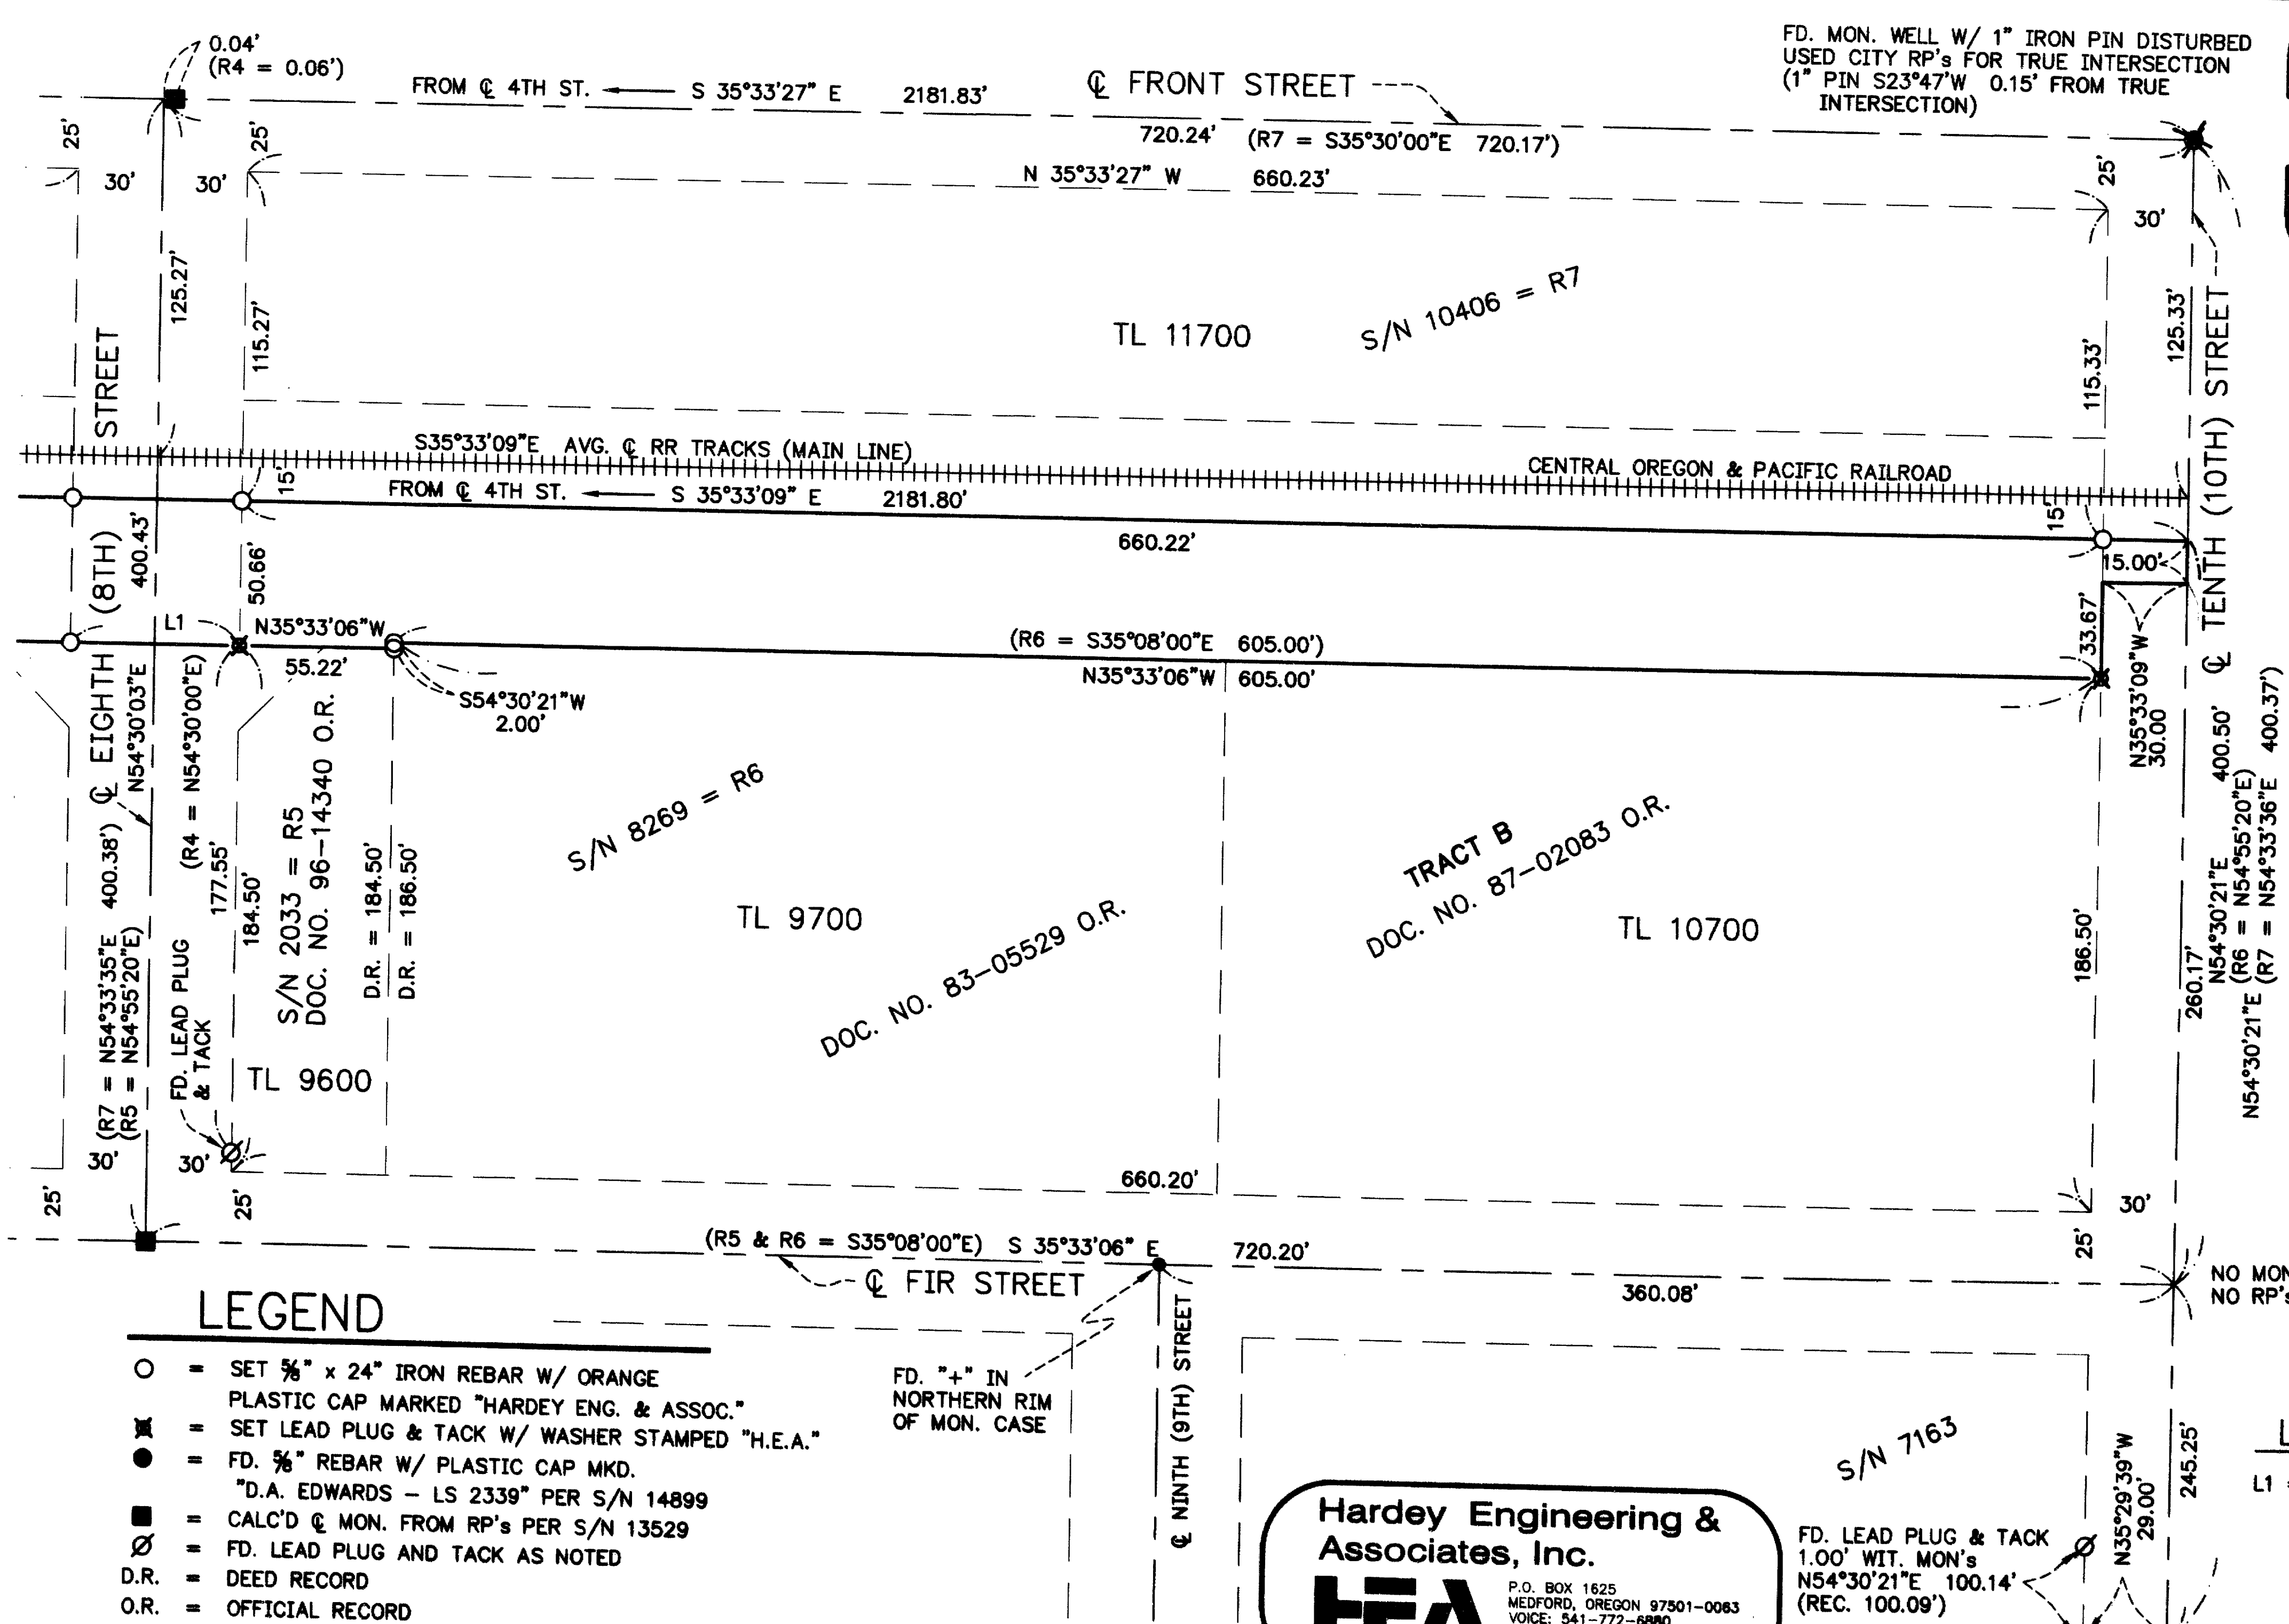 0.04'
(R4 = 0.06')
FROM ℄ 4TH ST. S 35°33'27" E 2181.83'
℄ FRONT STREET
FD. MON. WELL W/ 1" IRON PIN DISTURBED
USED CITY RP's FOR TRUE INTERSECTION
(1" PIN S23°47'W 0.15' FROM TRUE
INTERSECTION)
720.24' (R7 = S35°30'00"E 720.17')
N 35°33'27" W 660.23'
25'
25'
30'
30'
25'
30'
125.27'
115.27'
TL 11700
S/N 10406 = R7
115.33'
125.33'
STREET
S35°33'09"E AVG. ℄ RR TRACKS (MAIN LINE)
CENTRAL OREGON & PACIFIC RAILROAD
15'
FROM ℄ 4TH ST. S 35°33'09" E 2181.80'
660.22'
15'
15.00'
℄ TENTH (10TH) STREET
℄ EIGHTH (8TH)
400.43'
N54°30'03"E
50.66'
L1
N35°33'06"W
55.22'
(R4 = N54°30'00"E)
S54°30'21"W
2.00'
(R6 = S35°08'00"E 605.00')
N35°33'06"W 605.00'
33.67'
N35°33'09"W
30.00
N54°30'21"E 400.50'
(R6 = N54°55'20"E)
(R7 = N54°33'36"E 400.37')
N54°30'21"E
260.17'
(R7 = N54°33'35"E 400.38')
(R5 = N54°55'20"E)
177.55'
184.50'
S/N 2033 = R5
DOC. NO. 96-14340 O.R.
D.R. = 184.50'
D.R. = 186.50'
S/N 8269 = R6
TL 9700
DOC. NO. 83-05529 O.R.
TRACT B
DOC. NO. 87-02083 O.R.
TL 10700
186.50'
FD. LEAD PLUG
& TACK
TL 9600
30'
30'
25'
25'
660.20'
30'
25'
(R5 & R6 = S35°08'00"E) S 35°33'06" E 720.20'
℄ FIR STREET
360.08'
NO MON
NO RP's
℄ NINTH (9TH) STREET
FD. "+" IN
NORTHERN RIM
OF MON. CASE
LEGEND
= SET 5/8" x 24" IRON REBAR W/ ORANGE
PLASTIC CAP MARKED "HARDEY ENG. & ASSOC."
= SET LEAD PLUG & TACK W/ WASHER STAMPED "H.E.A."
= FD. 5/8" REBAR W/ PLASTIC CAP MKD.
"D.A. EDWARDS - LS 2339" PER S/N 14899
= CALC'D ℄ MON. FROM RP's PER S/N 13529
= FD. LEAD PLUG AND TACK AS NOTED
D.R. = DEED RECORD
O.R. = OFFICIAL RECORD
Hardey Engineering &
Associates, Inc.
HEA
P.O. BOX 1625
MEDFORD, OREGON 97501-0063
VOICE: 541-772-6880
S/N 7163
FD. LEAD PLUG & TACK
1.00' WIT. MON's
N54°30'21"E 100.14'
(REC. 100.09')
N35°29'39"W
29.00'
245.25'
L1 =